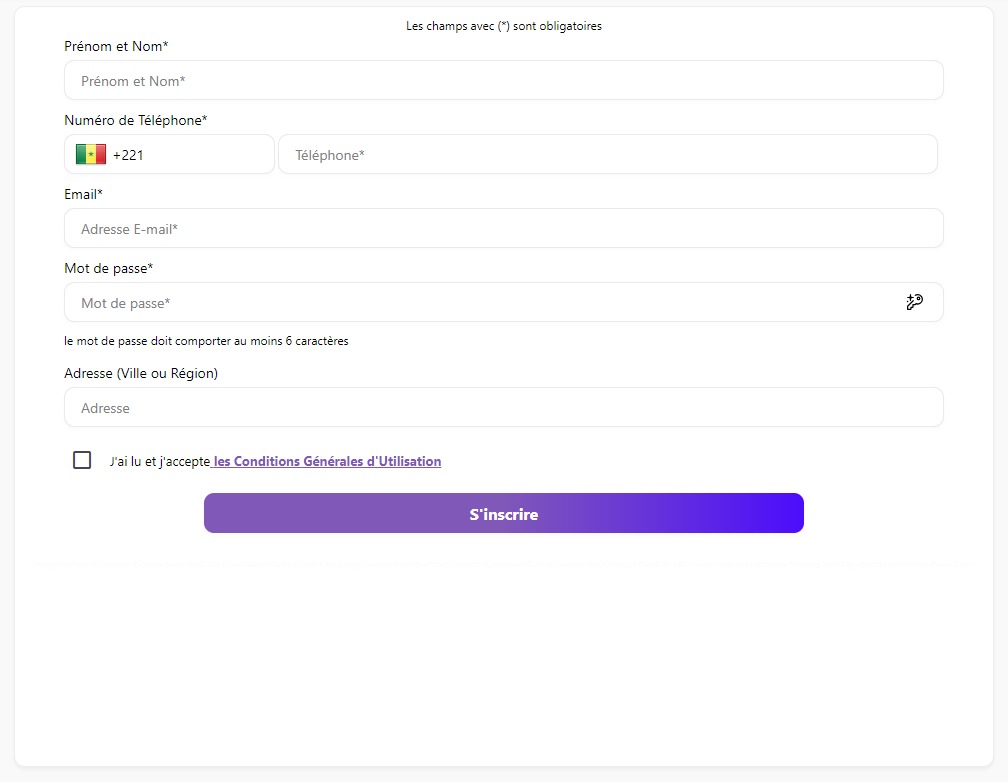 Les champs avec (*) sont obligatoires
Prénom et Nom*
Prénom et Nom*
Numéro de Téléphone*
+221 Téléphone*
Email*
Adresse E-mail*
Mot de passe*
Mot de passe*
le mot de passe doit comporter au moins 6 caractères
Adresse (Ville ou Région)
Adresse
J'ai lu et j'accepte les Conditions Générales d'Utilisation
S'inscrire